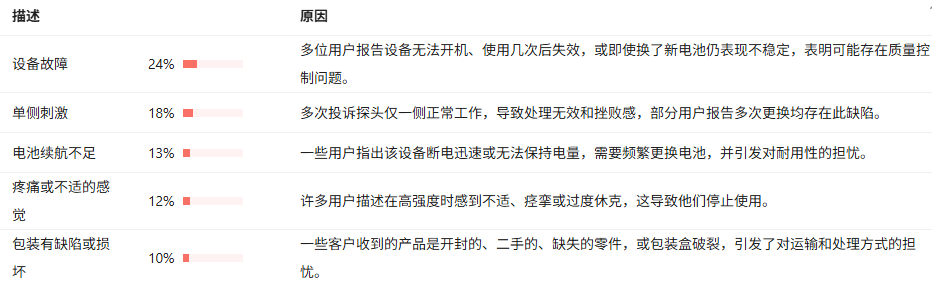 描述 原因
设备故障 24% 多位用户报告设备无法开机、使用几次后失效，或即使换了新电池仍表现不稳定，表明可能存在质量控
制问题。
单侧刺激 18% 多次投诉探头仅一侧正常工作，导致处理无效和挫败感，部分用户报告多次更换均存在此缺陷。
电池续航不足 13% 一些用户指出该设备断电迅速或无法保持电量，需要频繁更换电池，并引发对耐用性的担忧。
疼痛或不适的感
觉 12% 许多用户描述在高强度时感到不适、痉挛或过度休克，这导致他们停止使用。
包装有缺陷或损
坏 10% 一些客户收到的产品是开封的、二手的、缺失的零件，或包装盒破裂，引发了对运输和处理方式的担
忧。